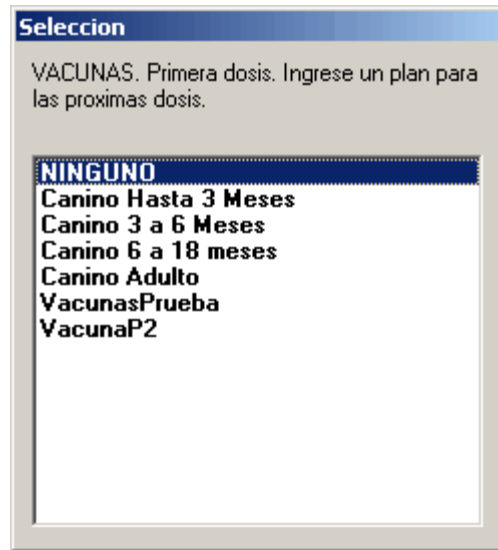 Seleccion
VACUNAS. Primera dosis. Ingrese un plan para
las proximas dosis.
NINGUNO
Canino Hasta 3 Meses
Canino 3 a 6 Meses
Canino 6 a 18 meses
Canino Adulto
VacunasPrueba
VacunaP2